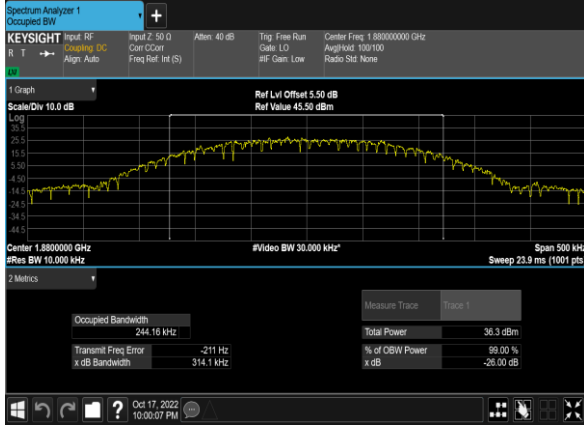 Spectrum Analyzer 1
Occupied BW
+
KEYSIGHT Input: RF Input Z: 50 Ω Atten: 40 dB Trig: Free Run Center Freq: 1.880000000 GHz
R T Coupling: DC Corr CCorr Gate: LO Avg|Hold: 100/100
Align: Auto Freq Ref: Int (S) #IF Gain: Low Radio Std: None
LXI
1 Graph
Ref Lvl Offset 5.50 dB
Scale/Div 10.0 dB Ref Value 45.50 dBm
Log
35.5
25.5
15.5
5.50
-4.50
-14.5
-24.5
-34.5
-44.5
Center 1.8800000 GHz #Video BW 30.000 kHz* Span 500 kHz
#Res BW 10.000 kHz Sweep 23.9 ms (1001 pts)
2 Metrics
Measure Trace Trace 1
Occupied Bandwidth
244.16 kHz Total Power 36.3 dBm
Transmit Freq Error -211 Hz % of OBW Power 99.00 %
x dB Bandwidth 314.1 kHz x dB -26.00 dB
? Oct 17, 2022
10:00:07 PM